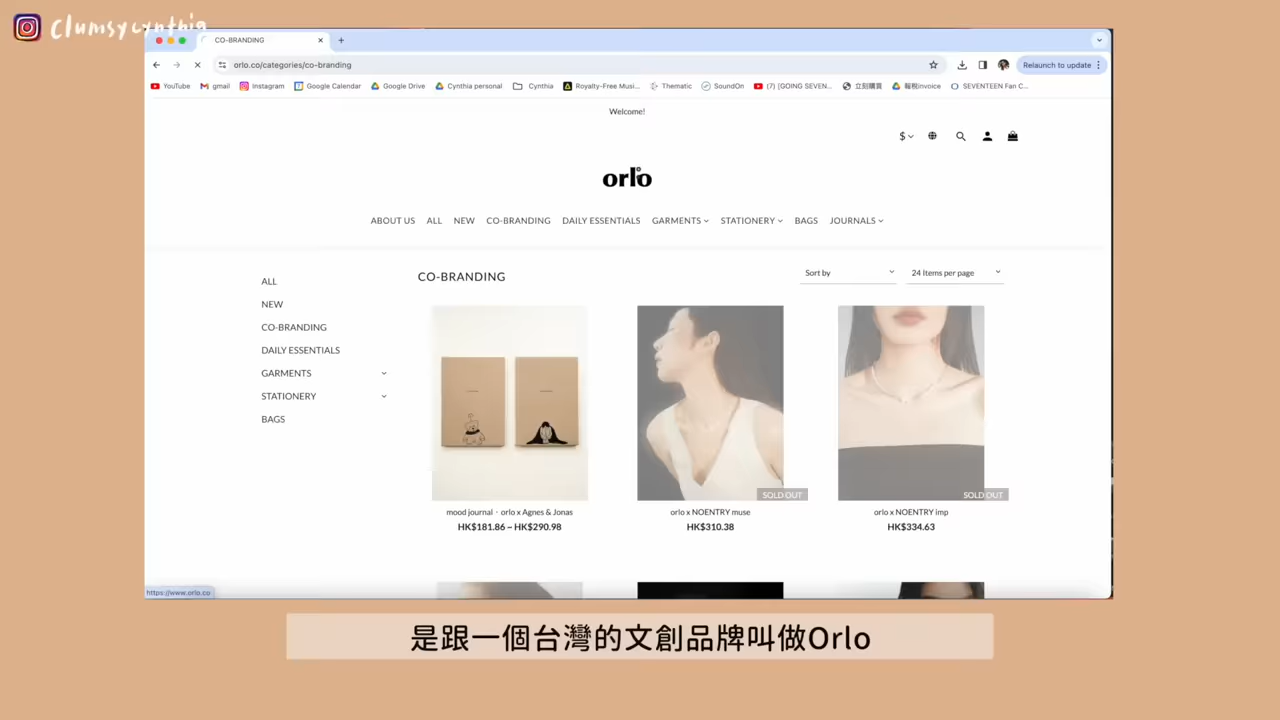 Clumsycynthia
CO-BRANDING
orlo.co/categories/co-branding
Relaunch to update
YouTube gmail Instagram Google Calendar Google Drive Cynthia personal Cynthia Royalty-Free Musi... Thematic SoundOn (7) [GOING SEVEN... 立刻購買 報稅invoice SEVENTEEN Fan C...
Welcome!
$
orlo
ABOUT US ALL NEW CO-BRANDING DAILY ESSENTIALS GARMENTS STATIONERY BAGS JOURNALS
ALL
NEW
CO-BRANDING
DAILY ESSENTIALS
GARMENTS
STATIONERY
BAGS
CO-BRANDING
Sort by
24 Items per page
SOLD OUT
SOLD OUT
mood journal・orlo x Agnes & Jonas
HK$181.86 ~ HK$290.98
orlo x NOENTRY muse
HK$310.38
orlo x NOENTRY imp
HK$334.63
https://www.orlo.co
是跟一個台灣的文創品牌叫做Orlo